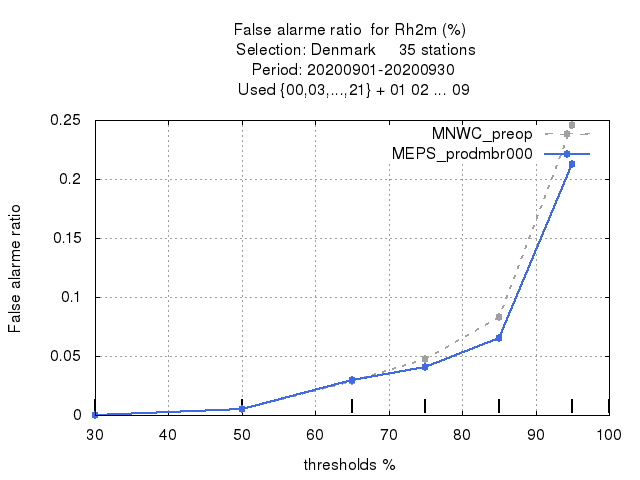 False alarme ratio  for Rh2m (%)
Selection: Denmark     35 stations
Period: 20200901-20200930
Used {00,03,...,21} + 01 02 ... 09
MNWC_preop
MEPS_prodmbr000
False alarme ratio
0.25
0.2
0.15
0.1
0.05
0
30 40 50 60 70 80 90 100
thresholds %